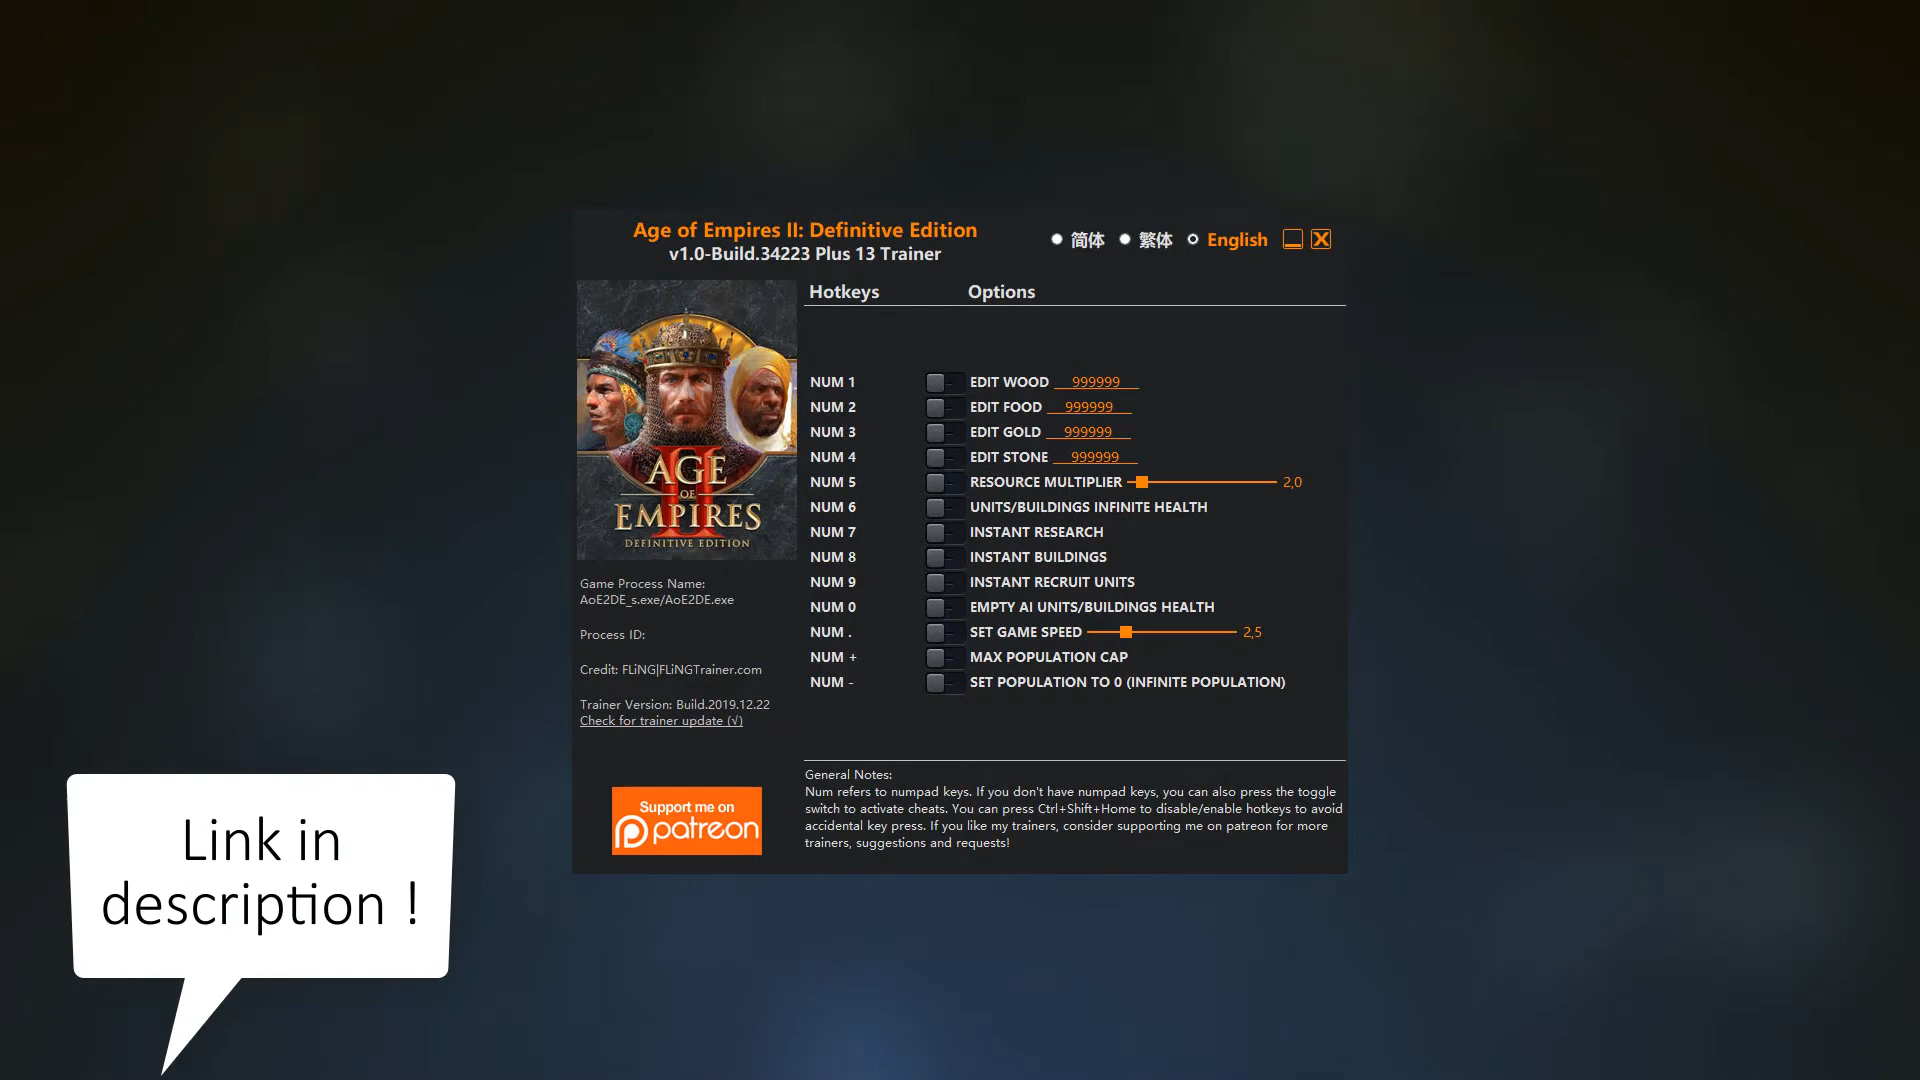 Age of Empires II: Definitive Edition
v1.0-Build.34223 Plus 13 Trainer
简体 繁体 English
Hotkeys Options
AGE
OF
II
EMPIRES
DEFINITIVE EDITION
NUM 1 EDIT WOOD 999999
NUM 2 EDIT FOOD 999999
NUM 3 EDIT GOLD 999999
NUM 4 EDIT STONE 999999
NUM 5 RESOURCE MULTIPLIER 2,0
NUM 6 UNITS/BUILDINGS INFINITE HEALTH
NUM 7 INSTANT RESEARCH
NUM 8 INSTANT BUILDINGS
NUM 9 INSTANT RECRUIT UNITS
NUM 0 EMPTY AI UNITS/BUILDINGS HEALTH
NUM . SET GAME SPEED 2,5
NUM + MAX POPULATION CAP
NUM - SET POPULATION TO 0 (INFINITE POPULATION)
Game Process Name:
AoE2DE_s.exe/AoE2DE.exe
Process ID:
Credit: FLiNG|FLiNGTrainer.com
Trainer Version: Build.2019.12.22
Check for trainer update (√)
Support me on
patreon
General Notes:
Num refers to numpad keys. If you don't have numpad keys, you can also press the toggle
switch to activate cheats. You can press Ctrl+Shift+Home to disable/enable hotkeys to avoid
accidental key press. If you like my trainers, consider supporting me on patreon for more
trainers, suggestions and requests!
Link in
description !